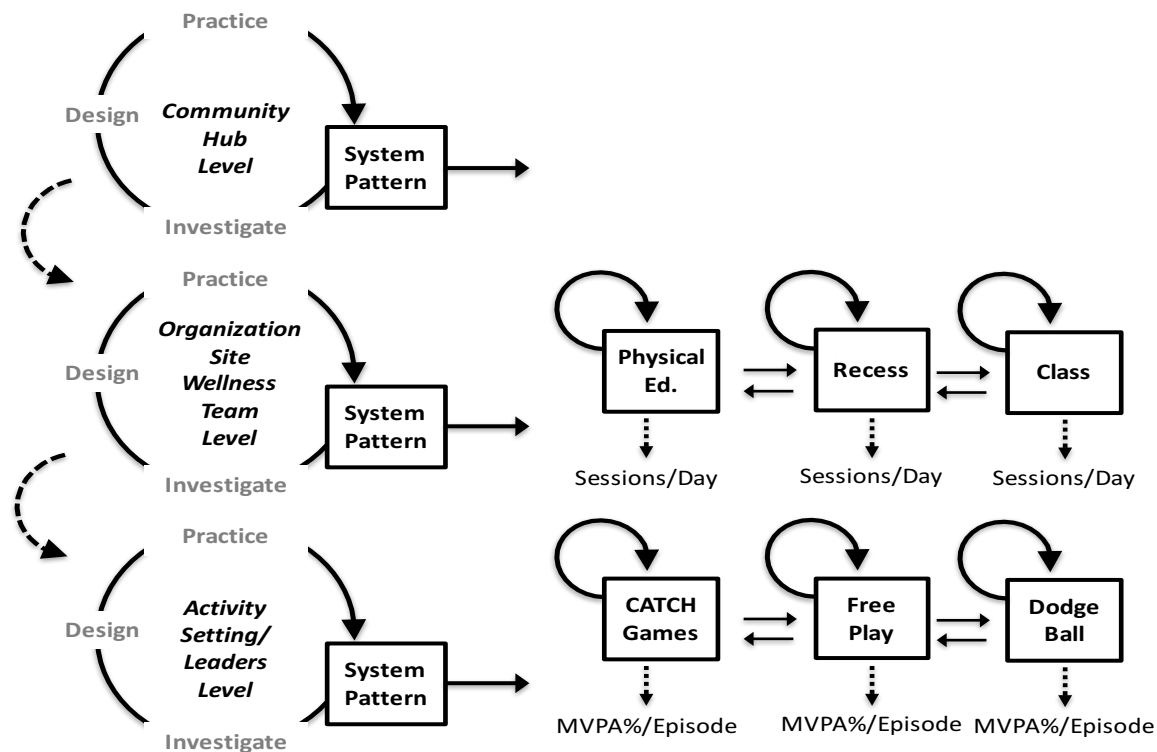 Practice
Design
Community
Hub
Level
System
Pattern
Investigate
Practice
Design
Organization
Site
Wellness
Team
Level
System
Pattern
Investigate
Physical
Ed.
Recess
Class
Sessions/Day
Sessions/Day
Sessions/Day
Practice
Design
Activity
Setting/
Leaders
Level
System
Pattern
Investigate
CATCH
Games
Free
Play
Dodge
Ball
MVPA%/Episode
MVPA%/Episode
MVPA%/Episode